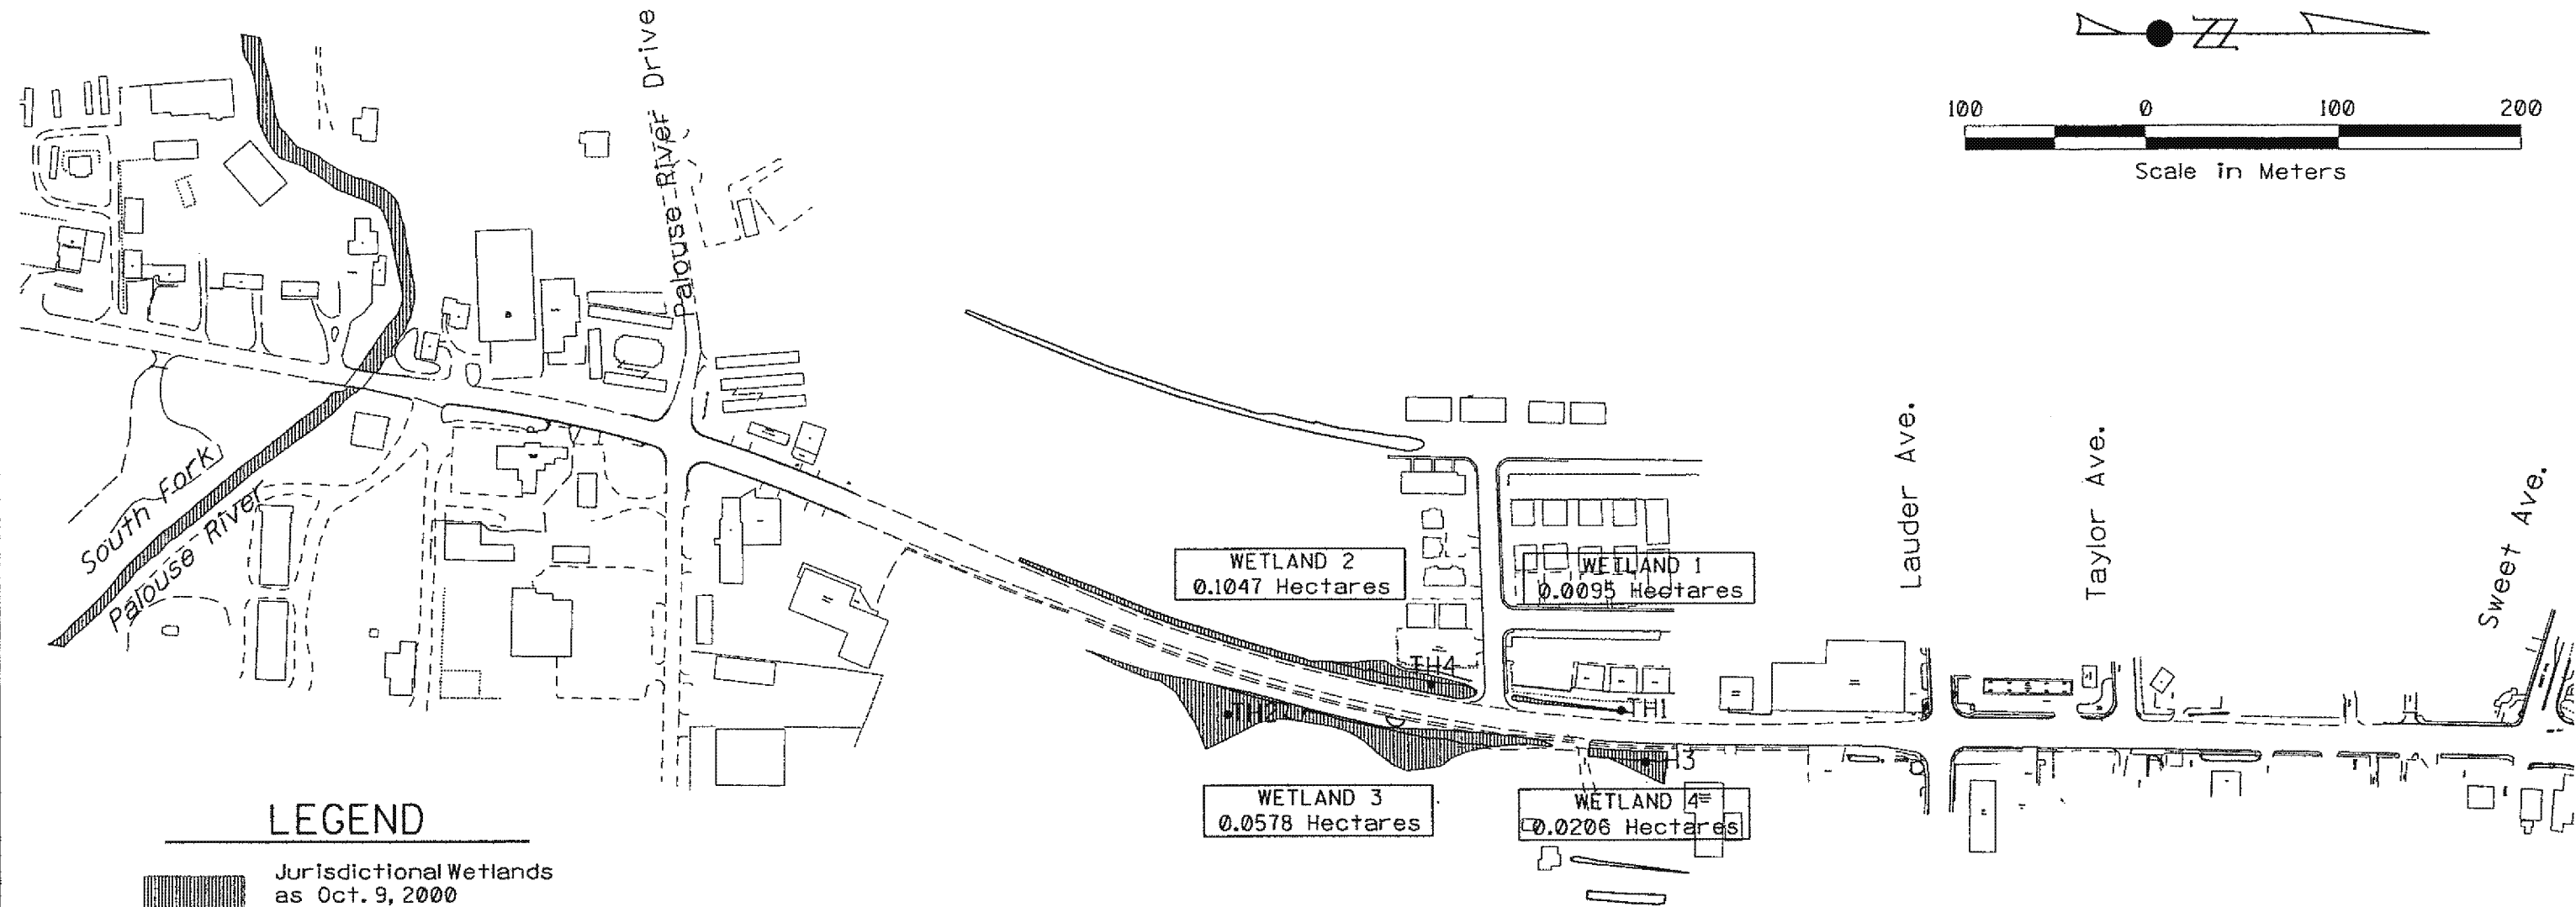 Palouse River Drive
N
100 0 100 200
Scale in Meters
South Fork
Palouse River
Lauder Ave.
Taylor Ave.
Sweet Ave.
WETLAND 2
0.1047 Hectares
WETLAND 1
0.0095 Hectares
TH4
TH1
WETLAND 3
0.0578 Hectares
WETLAND 4
0.0206 Hectares
LEGEND
Jurisdictional Wetlands
as Oct. 9, 2000